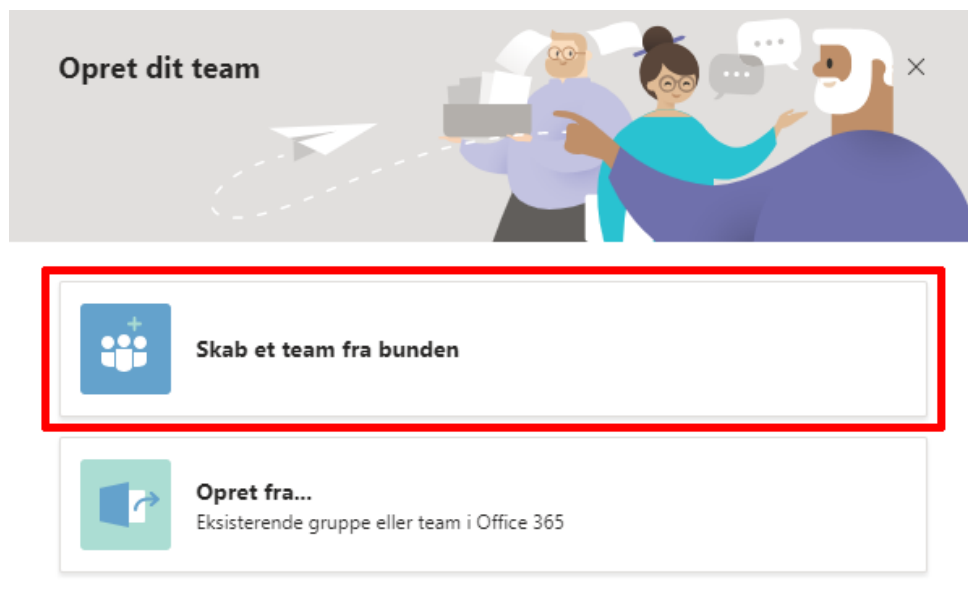 Opret dit team
Skab et team fra bunden
Opret fra...
Eksisterende gruppe eller team i Office 365